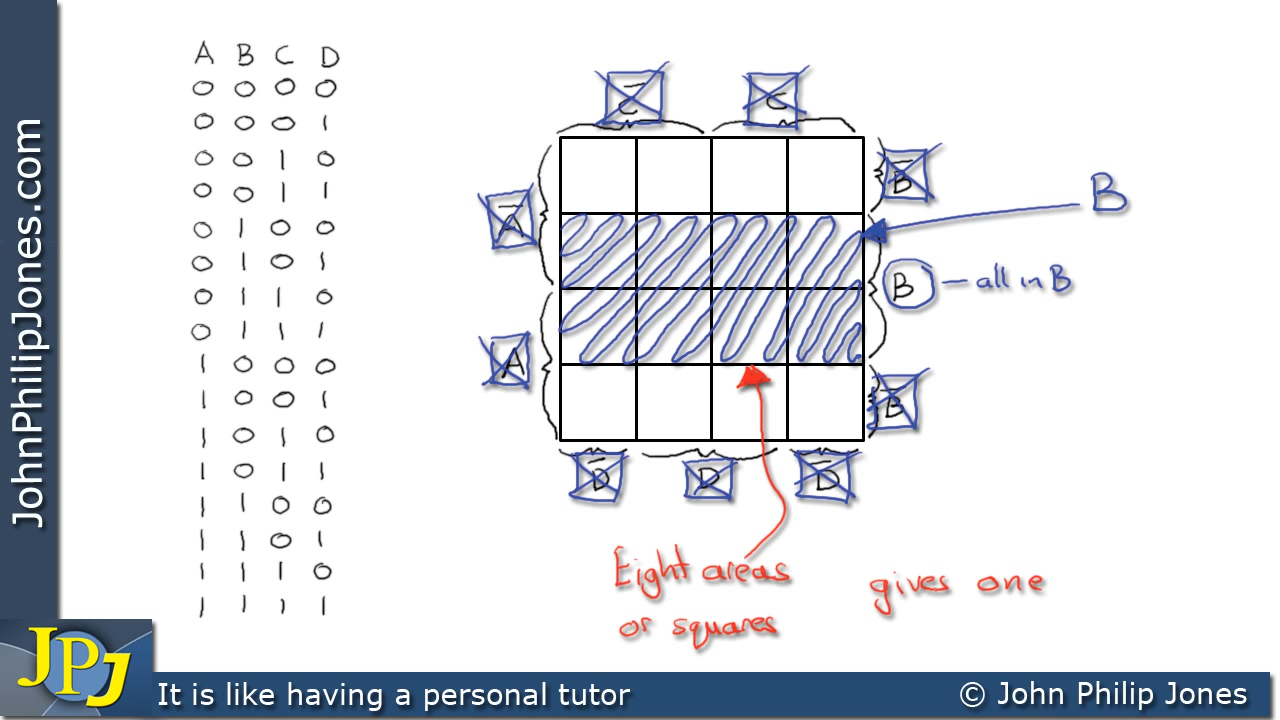 JohnPhilipJones.com
A B C D
0 0 0 0
0 0 0 1
0 0 1 0
0 0 1 1
0 1 0 0
0 1 0 1
0 1 1 0
0 1 1 1
1 0 0 0
1 0 0 1
1 0 1 0
1 0 1 1
1 1 0 0
1 1 0 1
1 1 1 0
1 1 1 1
C̅ C
A̅
B̅
B
B – all in B
A
B̅
D̅ D D̅
Eight areas gives one
or squares
JPJ
It is like having a personal tutor
© John Philip Jones